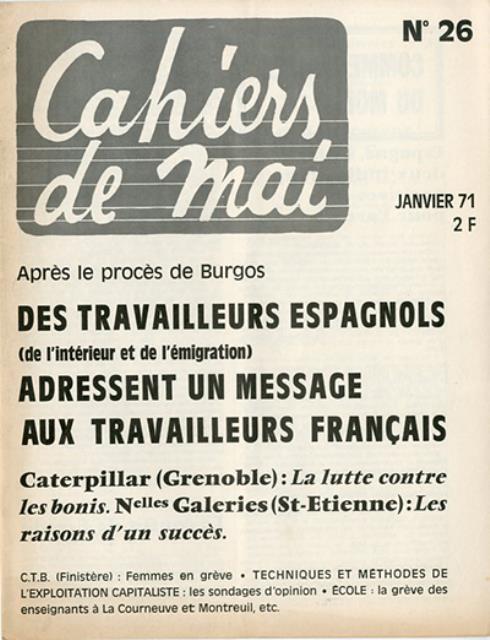 N° 26
Cahiers
de mai
JANVIER 71
2 F
Après le procès de Burgos
DES TRAVAILLEURS ESPAGNOLS
(de l'intérieur et de l'émigration)
ADRESSENT UN MESSAGE
AUX TRAVAILLEURS FRANÇAIS
Caterpillar (Grenoble) : La lutte contre
les bonis. Nelles Galeries (St-Etienne) : Les
raisons d'un succès.
C.T.B. (Finistère) : Femmes en grève • TECHNIQUES ET MÉTHODES DE
L'EXPLOITATION CAPITALISTE : les sondages d'opinion • ÉCOLE : la grève des
enseignants à La Courneuve et Montreuil, etc.